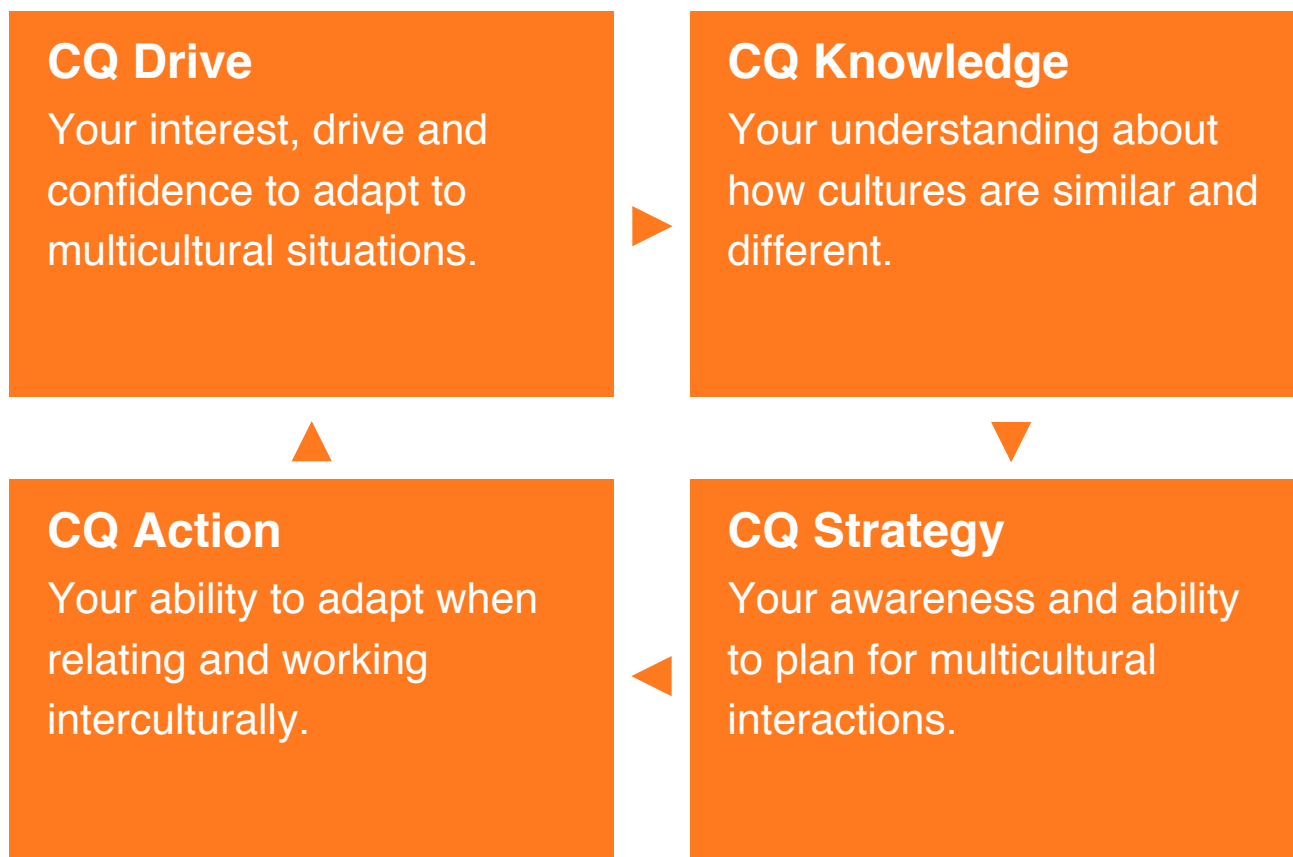 CQ Drive
Your interest, drive and
confidence to adapt to
multicultural situations.
CQ Knowledge
Your understanding about
how cultures are similar and
different.
CQ Action
Your ability to adapt when
relating and working
interculturally.
CQ Strategy
Your awareness and ability
to plan for multicultural
interactions.